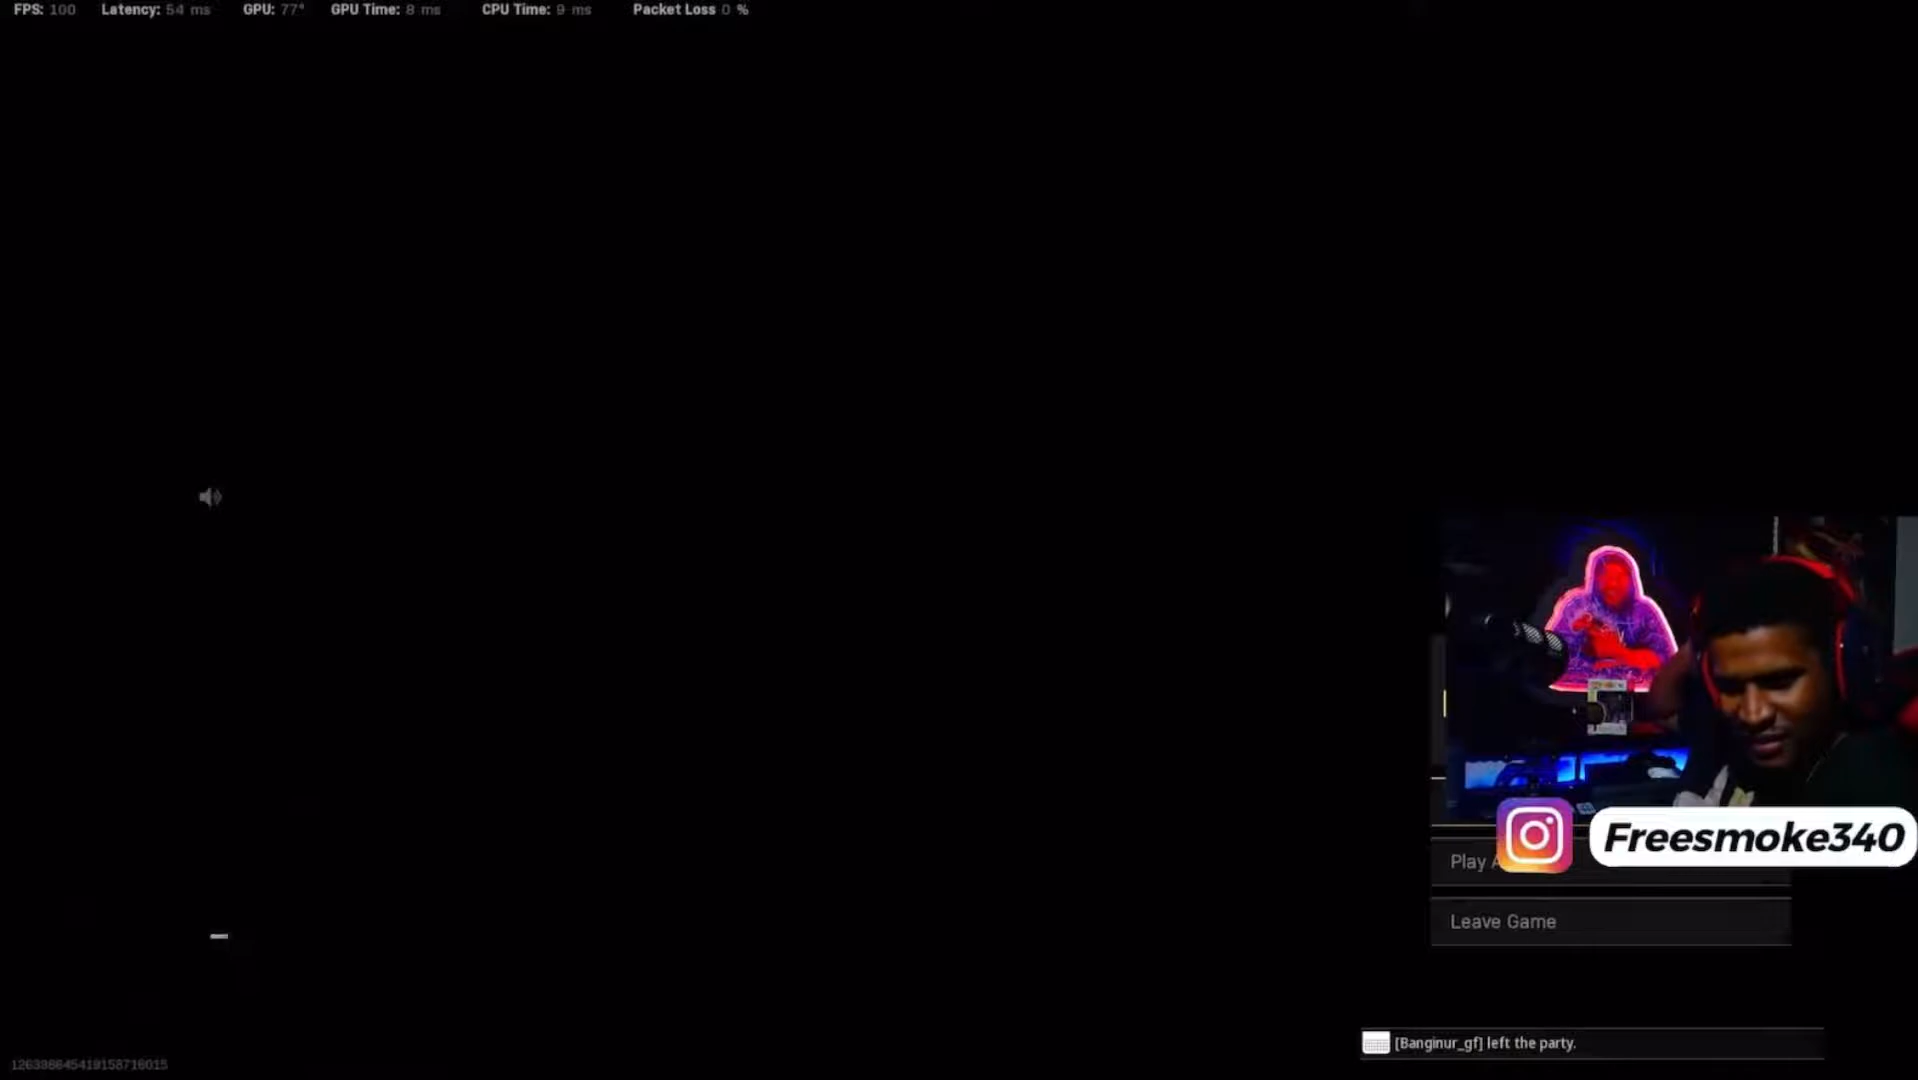 FPS: 100 Latency: 54 ms GPU: 77° GPU Time: 8 ms CPU Time: 9 ms Packet Loss 0 %
Freesmoke340
Play
Leave Game
[Banginur_gf] left the party.